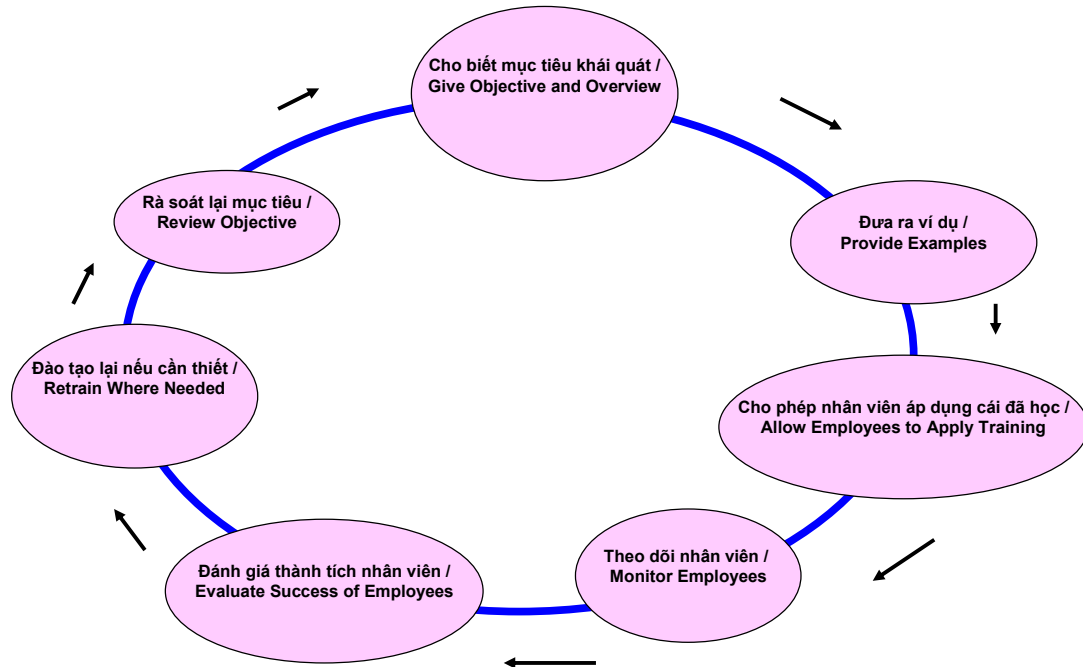 Cho biết mục tiêu khái quát /
Give Objective and Overview
Đưa ra ví dụ /
Provide Examples
Cho phép nhân viên áp dụng cái đã học /
Allow Employees to Apply Training
Theo dõi nhân viên /
Monitor Employees
Đánh giá thành tích nhân viên /
Evaluate Success of Employees
Đào tạo lại nếu cần thiết /
Retrain Where Needed
Rà soát lại mục tiêu /
Review Objective